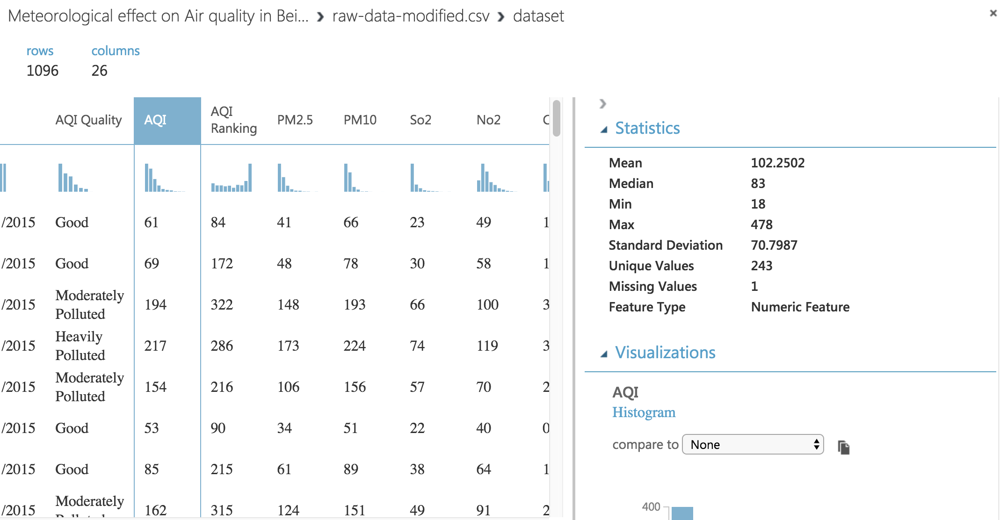 Meteorological effect on Air quality in Bei... › raw-data-modified.csv › dataset
rows columns
1096 26
AQI Quality AQI AQI Ranking PM2.5 PM10 So2 No2
/2015 Good 61 84 41 66 23 49 1
/2015 Good 69 172 48 78 30 58 1
/2015 Moderately Polluted 194 322 148 193 66 100 3
/2015 Heavily Polluted 217 286 173 224 74 119 3
/2015 Moderately Polluted 154 216 106 156 57 70 2
/2015 Good 53 90 34 51 22 40 0
/2015 Good 85 215 61 89 38 64 1
/2015 Moderately 162 315 124 151 49 91 2
Statistics
Mean 102.2502
Median 83
Min 18
Max 478
Standard Deviation 70.7987
Unique Values 243
Missing Values 1
Feature Type Numeric Feature
Visualizations
AQI
Histogram
compare to None
400